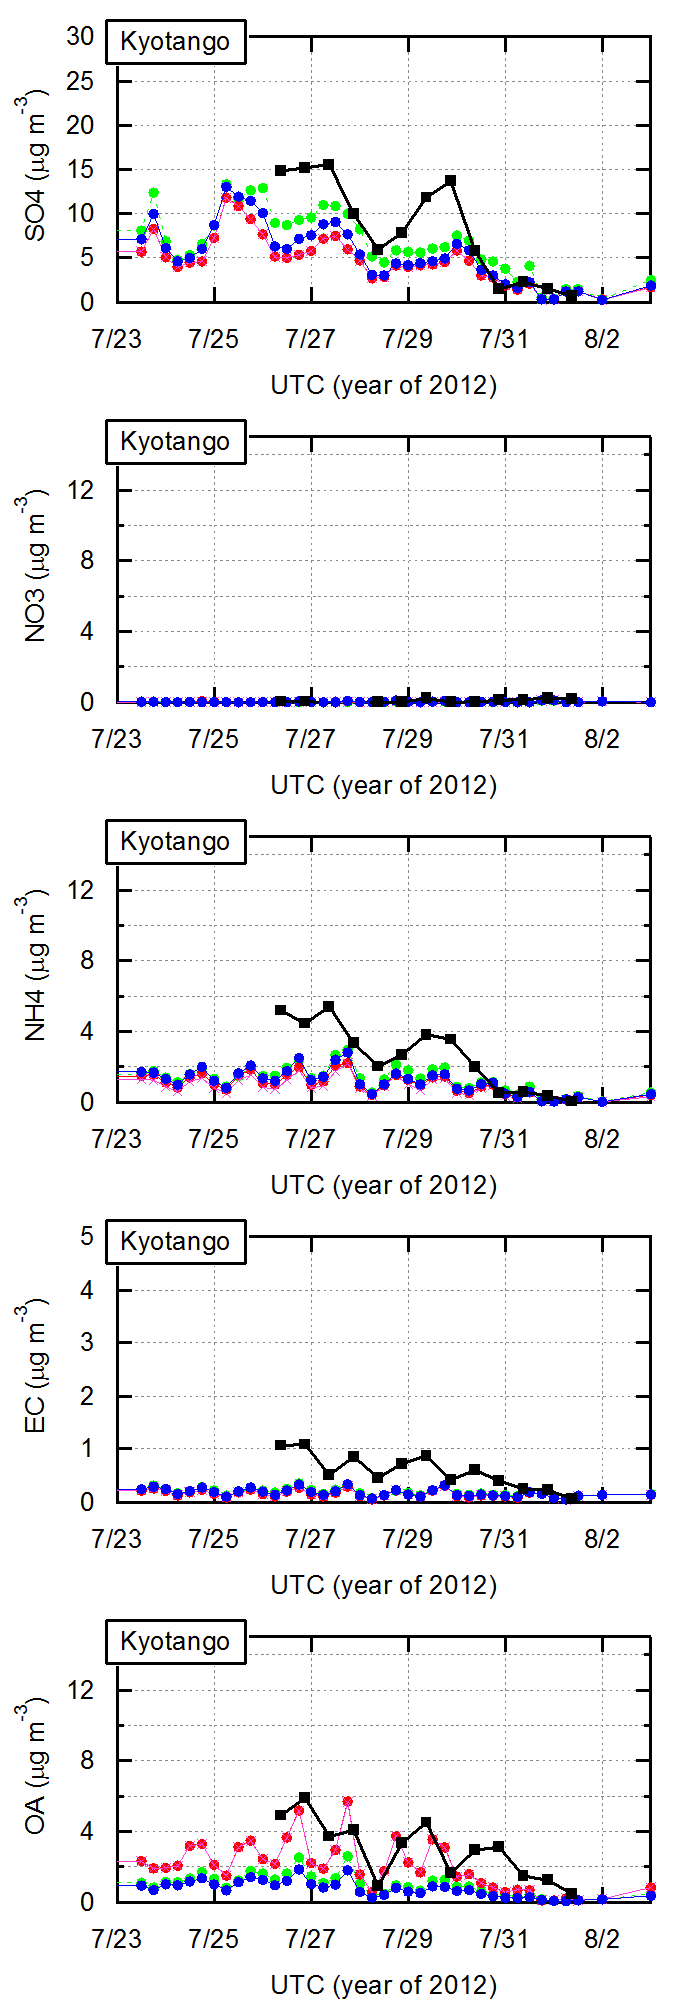 Kyotango
30
25
20
15
10
5
0
SO4 (μg m-3)
7/23 7/25 7/27 7/29 7/31 8/2
UTC (year of 2012)
Kyotango
12
8
4
0
NO3 (μg m-3)
7/23 7/25 7/27 7/29 7/31 8/2
UTC (year of 2012)
Kyotango
12
8
4
0
NH4 (μg m-3)
7/23 7/25 7/27 7/29 7/31 8/2
UTC (year of 2012)
Kyotango
5
4
3
2
1
0
EC (μg m-3)
7/23 7/25 7/27 7/29 7/31 8/2
UTC (year of 2012)
Kyotango
12
8
4
0
OA (μg m-3)
7/23 7/25 7/27 7/29 7/31 8/2
UTC (year of 2012)